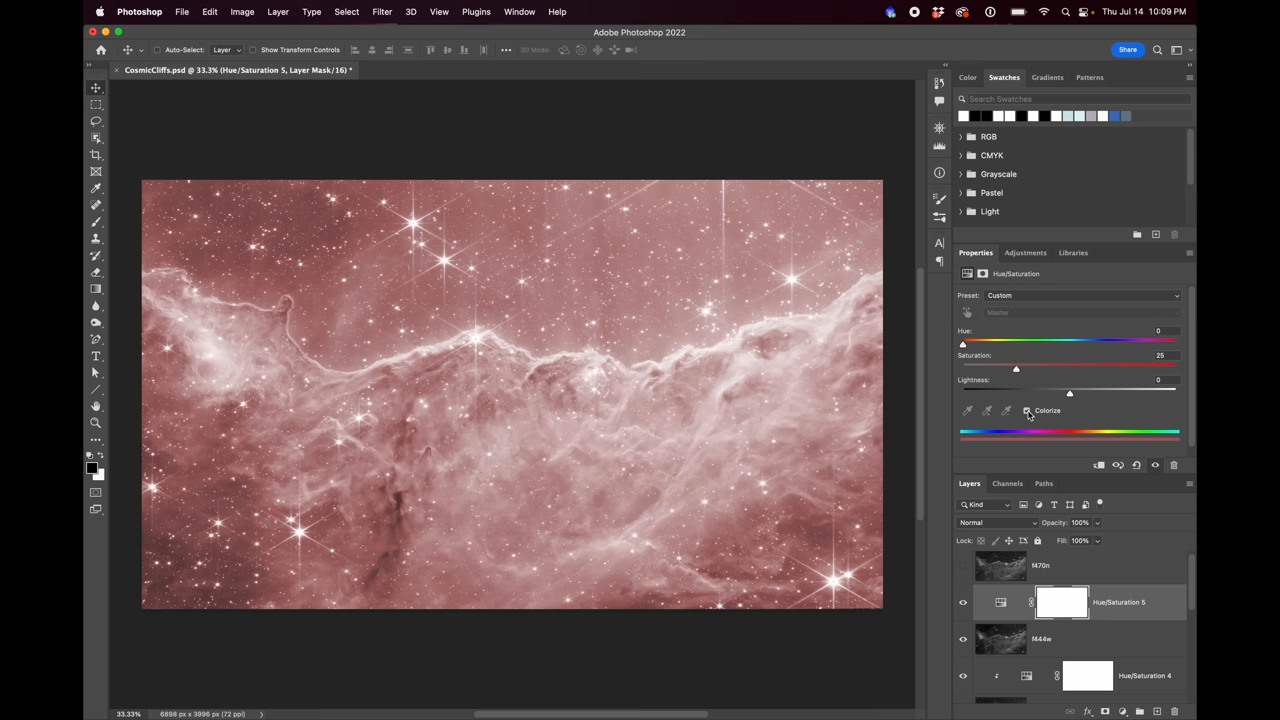 Photoshop File Edit Image Layer Type Select Filter 3D View Plugins Window Help Thu Jul 14 10:09 PM
Adobe Photoshop 2022
Auto-Select: Layer Show Transform Controls 3D Mode: Share
CosmicCliffs.psd @ 33.3% (Hue/Saturation 5, Layer Mask/16) *
Color Swatches Gradients Patterns
Search Swatches
RGB
CMYK
Grayscale
Pastel
Light
Properties Adjustments Libraries
Hue/Saturation
Preset: Custom
Master
Hue: 0
Saturation: 25
Lightness: 0
Colorize
Layers Channels Paths
Kind
Normal Opacity: 100%
Lock: Fill: 100%
f470n
Hue/Saturation 5
f444w
Hue/Saturation 4
33.33% 6898 px x 3996 px (72 ppi)